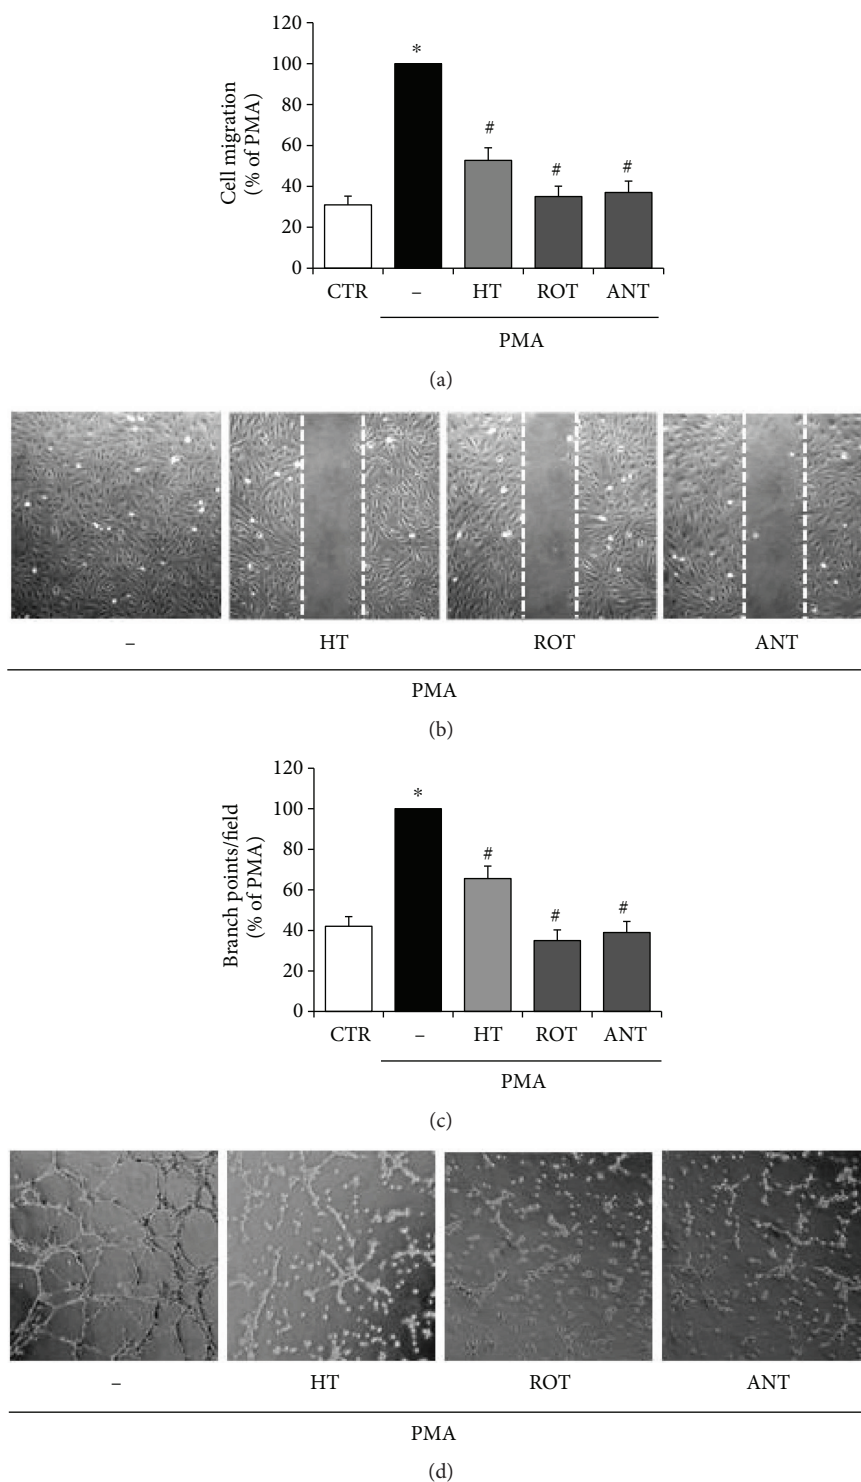 120
100
80
60
40
20
0
Cell migration
(% of PMA)
*
#
#
#
CTR – HT ROT ANT
PMA
(a)
– HT ROT ANT
PMA
(b)
120
100
80
60
40
20
0
Branch points/field
(% of PMA)
*
#
#
#
CTR – HT ROT ANT
PMA
(c)
– HT ROT ANT
PMA
(d)